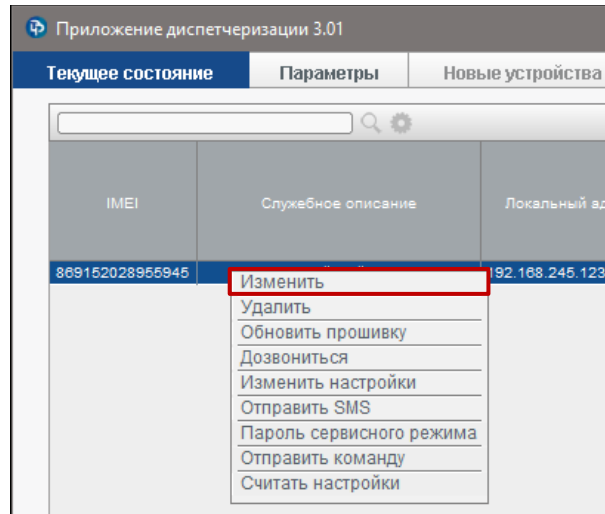 Приложение диспетчеризации 3.01
Текущее состояние Параметры Новые устройства
IMEI Служебное описание Локальный ад
869152028955945 192.168.245.123
Изменить
Удалить
Обновить прошивку
Дозвониться
Изменить настройки
Отправить SMS
Пароль сервисного режима
Отправить команду
Считать настройки